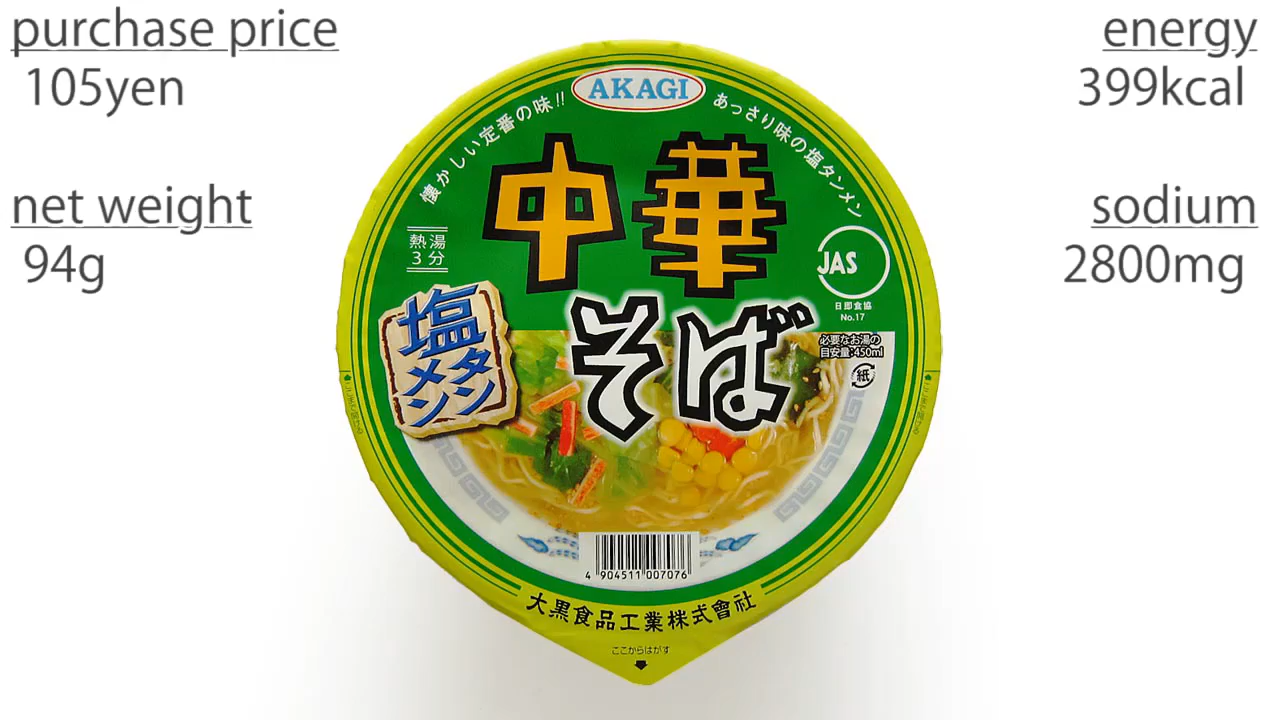 purchase price
105yen
net weight
94g
energy
399kcal
sodium
2800mg
AKAGI
懐かしい定番の味!!
あっさり味の塩タンメン
中華
そば
熱湯
3分
JAS
日即食協
No.17
塩
タン
メン
必要なお湯の
目安量:450ml
紙
4 904511 007076
大黒食品工業株式會社
ここからはがす